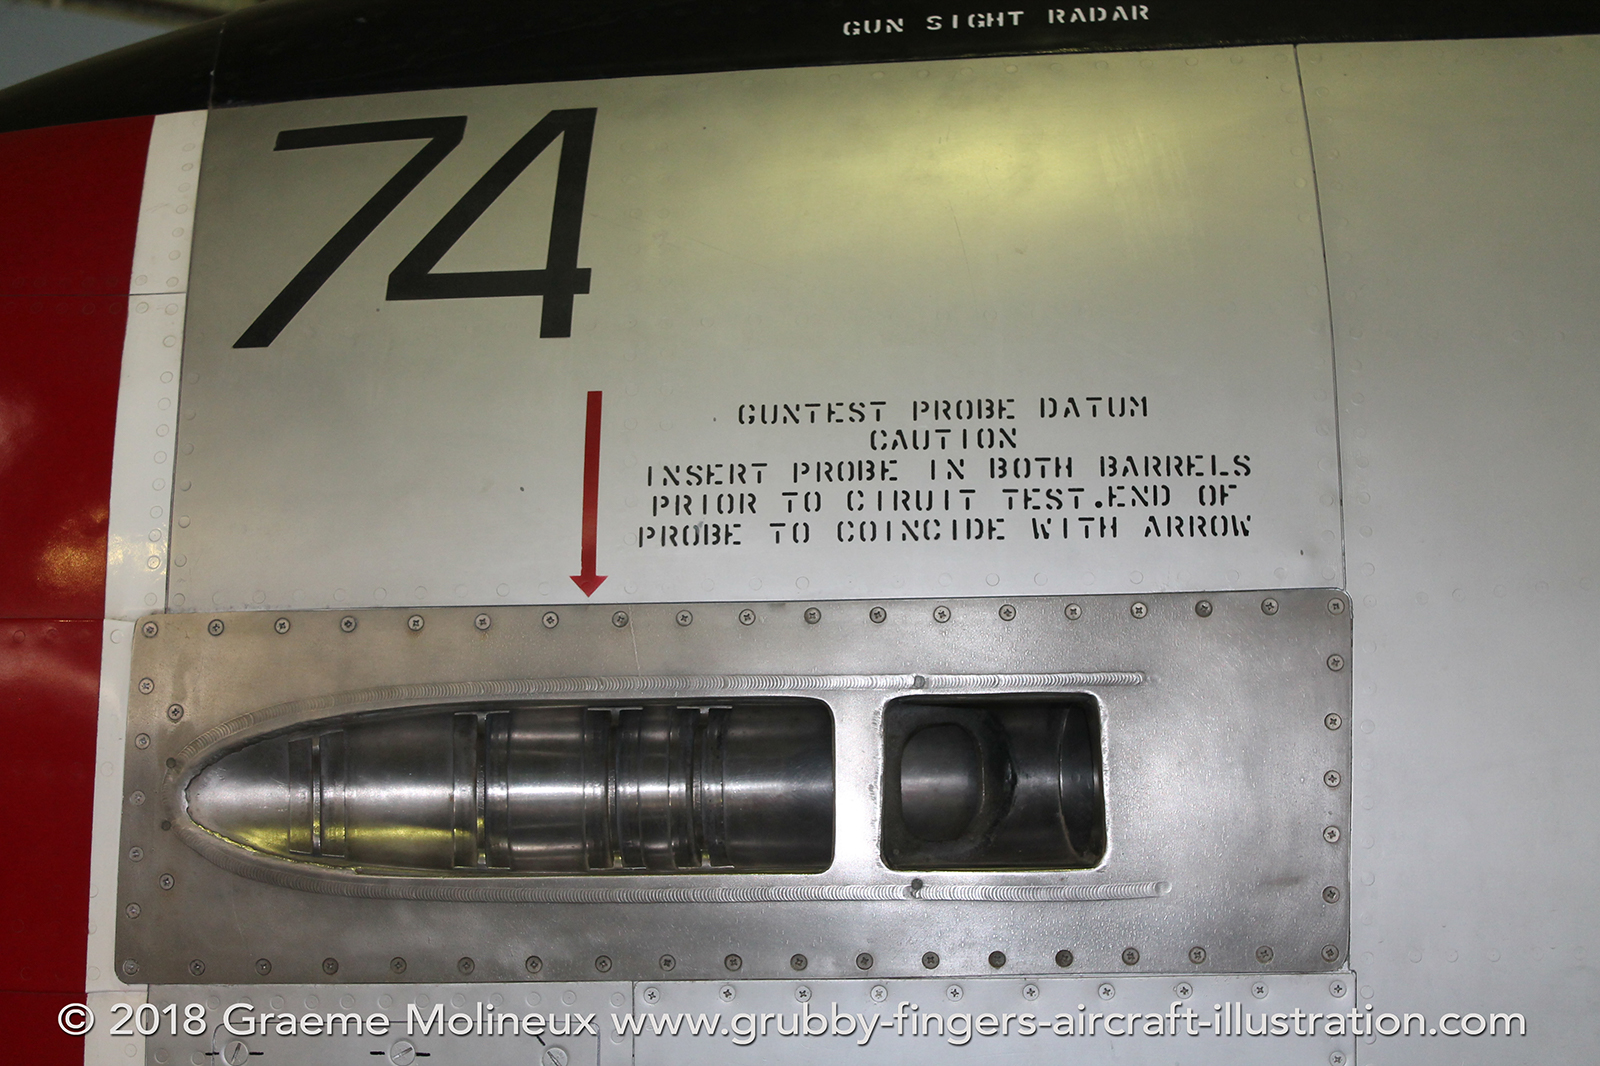 GUN SIGHT RADAR
74
GUNTEST PROBE DATUM
CAUTION
INSERT PROBE IN BOTH BARRELS
PRIOR TO CIRUIT TEST.END OF
PROBE TO COINCIDE WITH ARROW
© 2018 Graeme Molineux www.grubby-fingers-aircraft-illustration.com